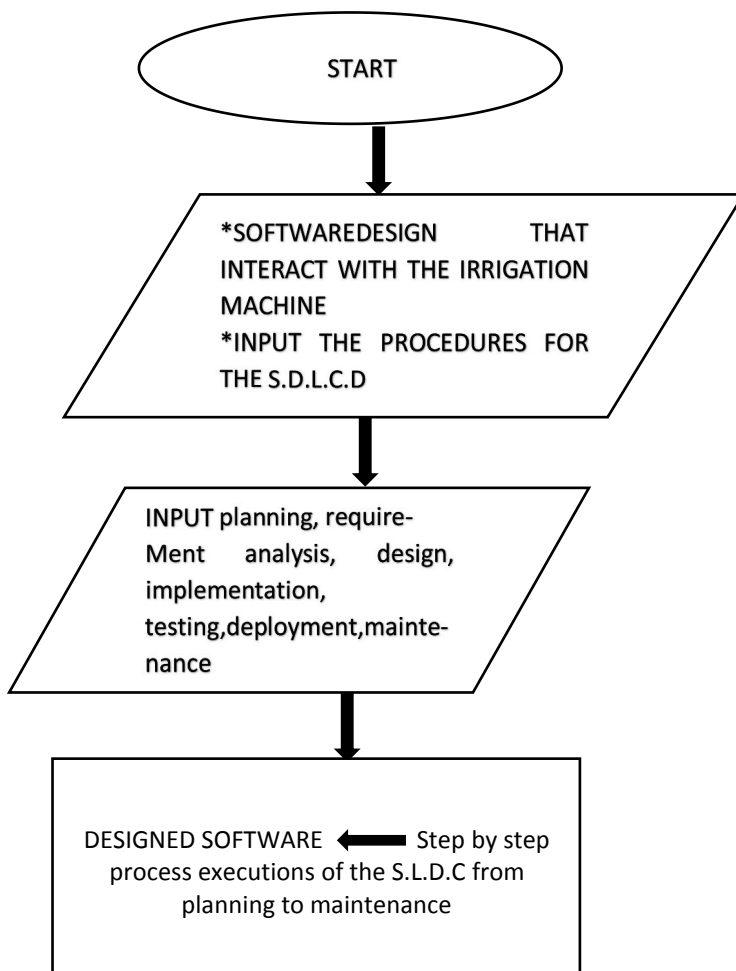 START
*SOFTWAREDESIGN THAT
INTERACT WITH THE IRRIGATION
MACHINE
*INPUT THE PROCEDURES FOR
THE S.D.L.C.D
INPUT planning, require-
Ment analysis, design,
implementation,
testing,deployment,mainte-
nance
DESIGNED SOFTWARE Step by step
process executions of the S.L.D.C from
planning to maintenance